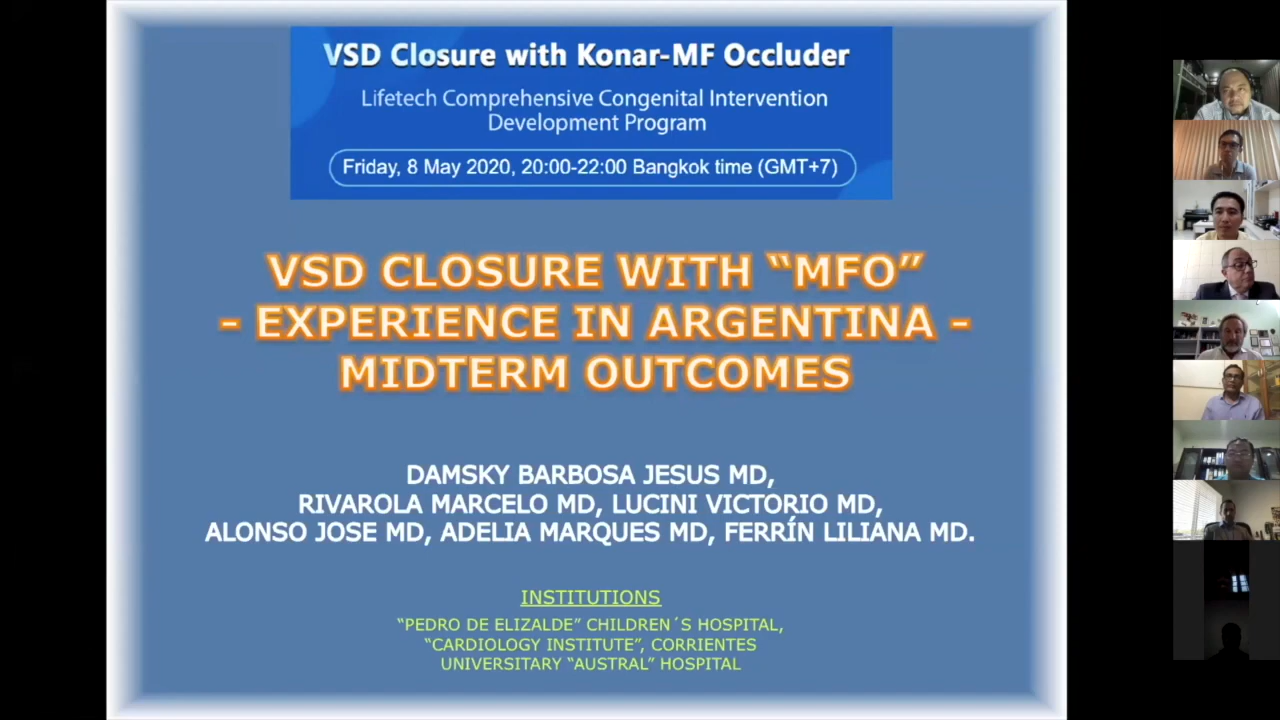 VSD Closure with Konar-MF Occluder
Lifetech Comprehensive Congenital Intervention
Development Program
Friday, 8 May 2020, 20:00-22:00 Bangkok time (GMT+7)
VSD CLOSURE WITH “MFO”
- EXPERIENCE IN ARGENTINA -
MIDTERM OUTCOMES
DAMSKY BARBOSA JESUS MD,
RIVAROLA MARCELO MD, LUCINI VICTORIO MD,
ALONSO JOSE MD, ADELIA MARQUES MD, FERRÍN LILIANA MD.
INSTITUTIONS
“PEDRO DE ELIZALDE” CHILDREN´S HOSPITAL,
“CARDIOLOGY INSTITUTE”, CORRIENTES
UNIVERSITARY “AUSTRAL” HOSPITAL